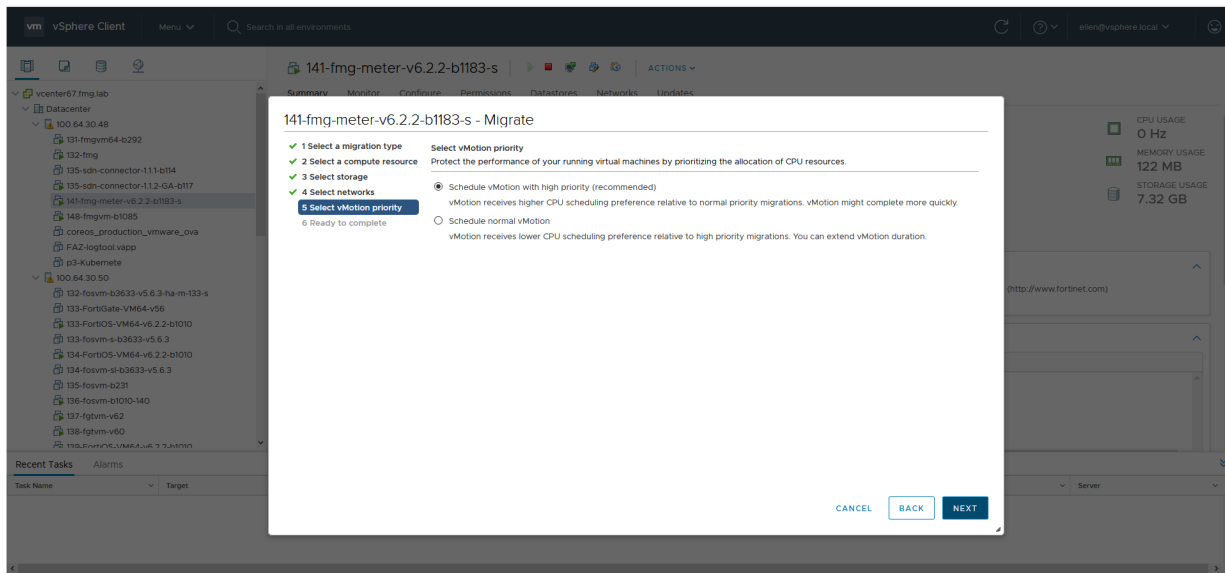 vm vSphere Client Menu Search in all environments ellen@vsphere.local
141-fmg-meter-v6.2.2-b1183-s ACTIONS
Summary Monitor Configure Permissions Datastores Networks Updates
vcenter67.fmg.lab
Datacenter
100.64.30.48
131-fmgvm64-b292
132-fmg
135-sdn-connector-1.1.1-b114
135-sdn-connector-1.1.2-GA-b117
141-fmg-meter-v6.2.2-b1183-s
148-fmgvm-b1085
coreos_production_vmware_ova
FAZ-logtool.vapp
p3-Kubernete
100.64.30.50
132-fosvm-b3633-v5.6.3-ha-m-133-s
133-FortiGate-VM64-v56
133-FortiOS-VM64-v6.2.2-b1010
133-fosvm-s-b3633-v5.6.3
134-FortiOS-VM64-v6.2.2-b1010
134-fosvm-sl-b3633-v5.6.3
135-fosvm-b231
136-fosvm-b1010-140
137-fgtvm-v62
138-fgtvm-v60
139-FortiOS-VM64-v6.2.2-b1010
141-fmg-meter-v6.2.2-b1183-s - Migrate
1 Select a migration type
2 Select a compute resource
3 Select storage
4 Select networks
5 Select vMotion priority
6 Ready to complete
Select vMotion priority
Protect the performance of your running virtual machines by prioritizing the allocation of CPU resources.
Schedule vMotion with high priority (recommended)
vMotion receives higher CPU scheduling preference relative to normal priority migrations. vMotion might complete more quickly.
Schedule normal vMotion
vMotion receives lower CPU scheduling preference relative to high priority migrations. You can extend vMotion duration.
CANCEL BACK NEXT
CPU USAGE
0 Hz
MEMORY USAGE
122 MB
STORAGE USAGE
7.32 GB
(http://www.fortinet.com)
Recent Tasks Alarms
Task Name Target Server